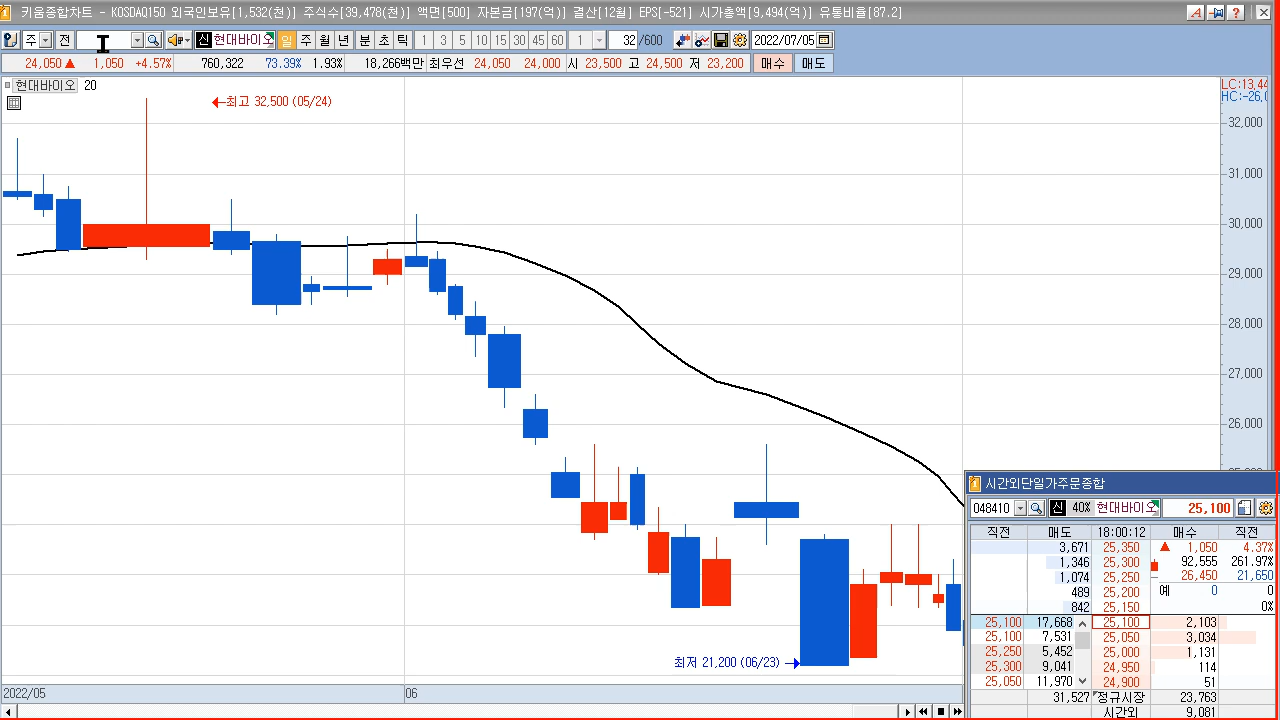 키움종합차트 - KOSDAQ150 외국인보유[1,532(천)] 주식수[39,478(천)] 액면[500] 자본금[197(억)] 결산[12월] EPS[-521] 시가총액[9,494(억)] 유통비율[87.2]
주 전 신 현대바이오 일 주 월 년 분 초 틱 1 3 5 10 15 30 45 60 1 32 /600 2022/07/05
24,050 ▲ 1,050 +4.57% 760,322 73.39% 1.93% 18,266백만 최우선 24,050 24,000 시 23,500 고 24,500 저 23,200 매수 매도
현대바이오 20
LC:13,44
HC:-26,0
최고 32,500 (05/24)
32,000
31,000
30,000
29,000
28,000
27,000
26,000
최저 21,200 (06/23)
2022/05 06
시간외단일가주문종합
048410 신 40% 현대바이오 25,100
직전 매도 18:00:12 매수 직전
3,671 25,350 ▲ 1,050 4.37%
1,346 25,300 92,555 261.97%
1,074 25,250 26,450 21,650
489 25,200 예 0 0
842 25,150 0%
25,100 17,668 25,100 2,103
25,100 7,531 25,050 3,034
25,250 5,452 25,000 1,131
25,300 9,041 24,950 114
25,050 11,970 24,900 51
31,527 정규시장 23,763
시간외 9,081